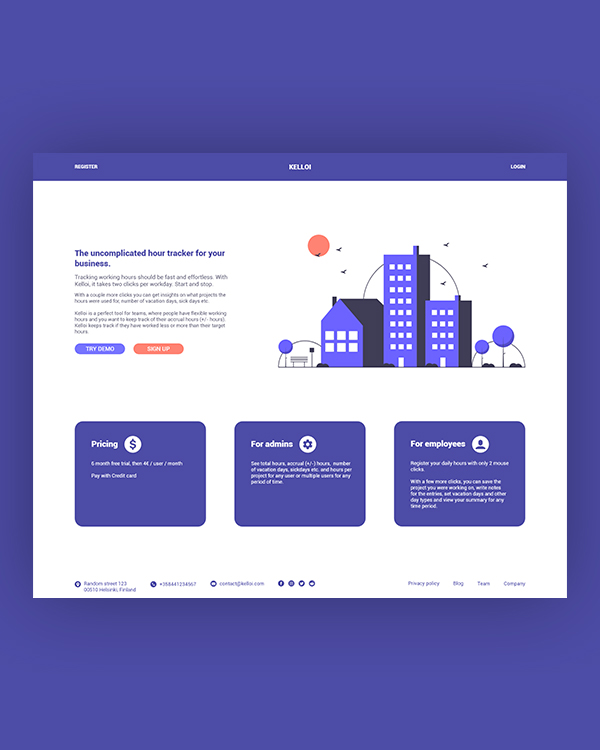 REGISTER
KELLOI
LOGIN
The uncomplicated hour tracker for your
business.
Tracking working hours should be fast and effortless. With
Kelloi, it takes two clicks per workday. Start and stop.
With a couple more clicks you can get insights on what projects the
hours were used for, number of vacation days, sick days etc.
Kelloi is a perfect tool for teams, where people have flexible working
hours and you want to keep track of their accrual hours (+/- hours).
Kelloi keeps track if they have worked less or more than their target
hours.
TRY DEMO
SIGN UP
Pricing
6 month free trial, then 4€ / user / month
Pay with Credit card
For admins
See total hours, accrual (+/-) hours, number
of vacation days, sickdays etc. and hours per
project for any user or multiple users for any
period of time.
For employees
Register your daily hours with only 2 mouse
clicks.
With a few more clicks, you can save the
project you were working on, write notes
for the entries, set vacation days and other
day types and view your summary for any
time period.
Random street 123
00510 Helsinki, Finland
+358441234567
contact@kelloi.com
Privacy policy
Blog
Team
Company